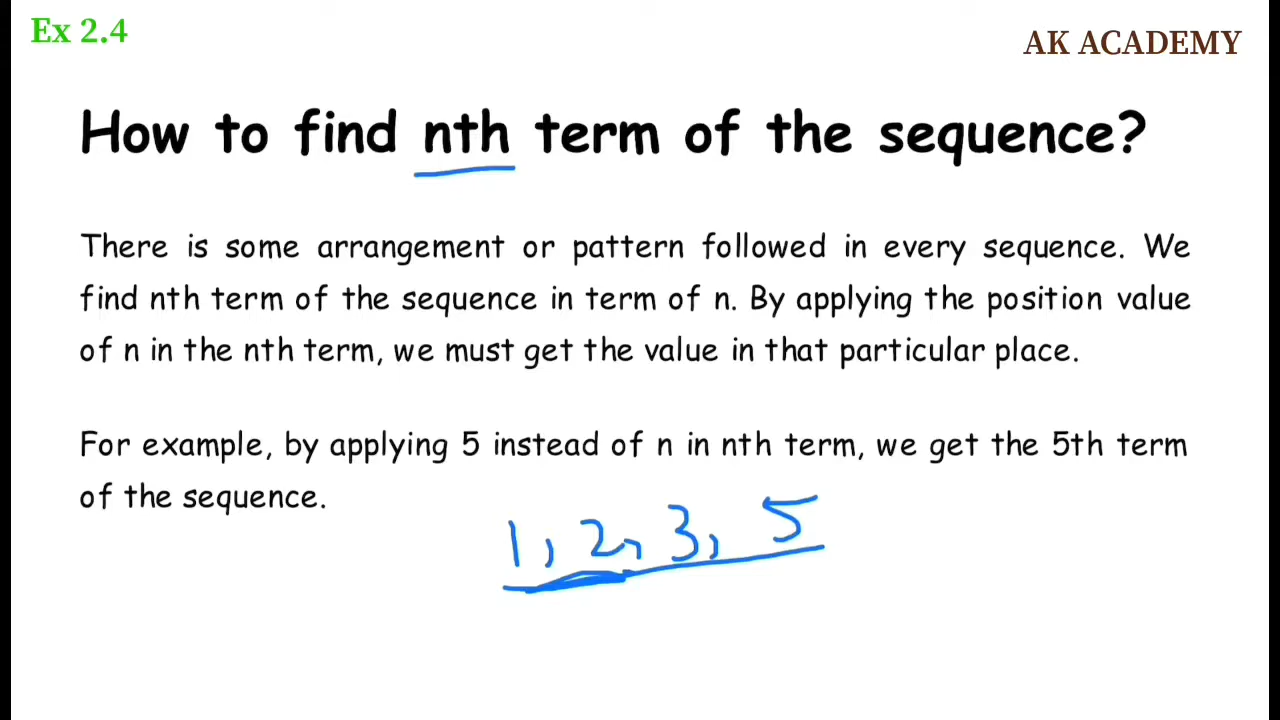 Ex 2.4
AK ACADEMY
How to find nth term of the sequence?
There is some arrangement or pattern followed in every sequence. We
find nth term of the sequence in term of n. By applying the position value
of n in the nth term, we must get the value in that particular place.
For example, by applying 5 instead of n in nth term, we get the 5th term
of the sequence.
1, 2, 3, 5